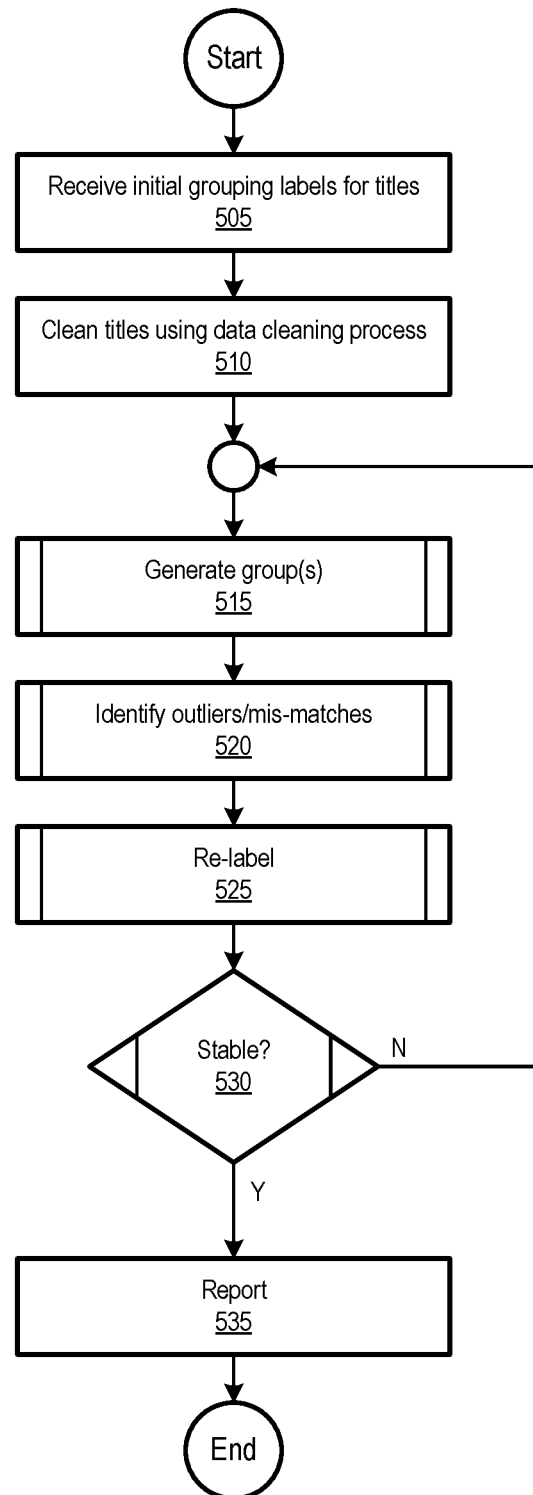 Start
Receive initial grouping labels for titles
505
Clean titles using data cleaning process
510
Generate group(s)
515
Identify outliers/mis-matches
520
Re-label
525
Stable?
530
N
Y
Report
535
End